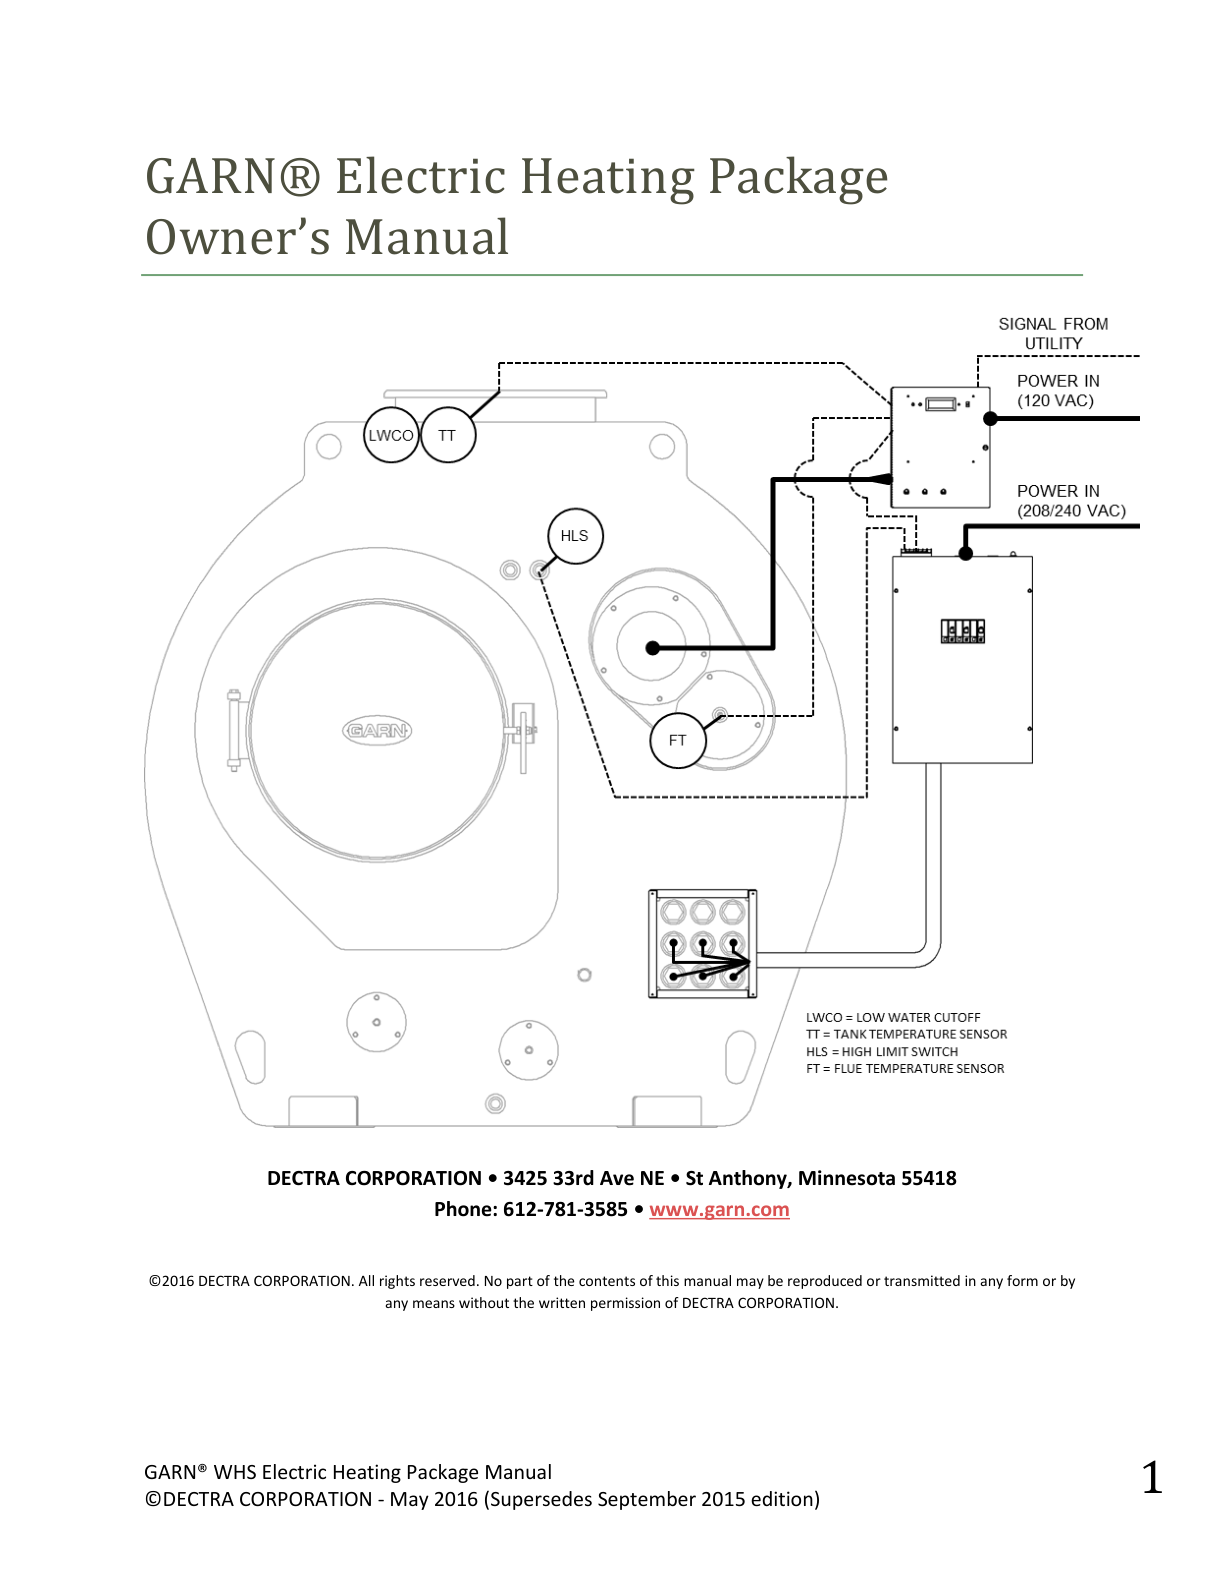 GARN® Electric Heating Package
Owner's Manual
SIGNAL FROM
UTILITY
POWER IN
(120 VAC)
LWCO
TT
POWER IN
(208/240 VAC)
HLS
GARN
FT
LWCO = LOW WATER CUTOFF
TT = TANK TEMPERATURE SENSOR
HLS = HIGH LIMIT SWITCH
FT = FLUE TEMPERATURE SENSOR
DECTRA CORPORATION • 3425 33rd Ave NE • St Anthony, Minnesota 55418
Phone: 612-781-3585 • www.garn.com
©2016 DECTRA CORPORATION. All rights reserved. No part of the contents of this manual may be reproduced or transmitted in any form or by
any means without the written permission of DECTRA CORPORATION.
GARN® WHS Electric Heating Package Manual
©DECTRA CORPORATION - May 2016 (Supersedes September 2015 edition)
1